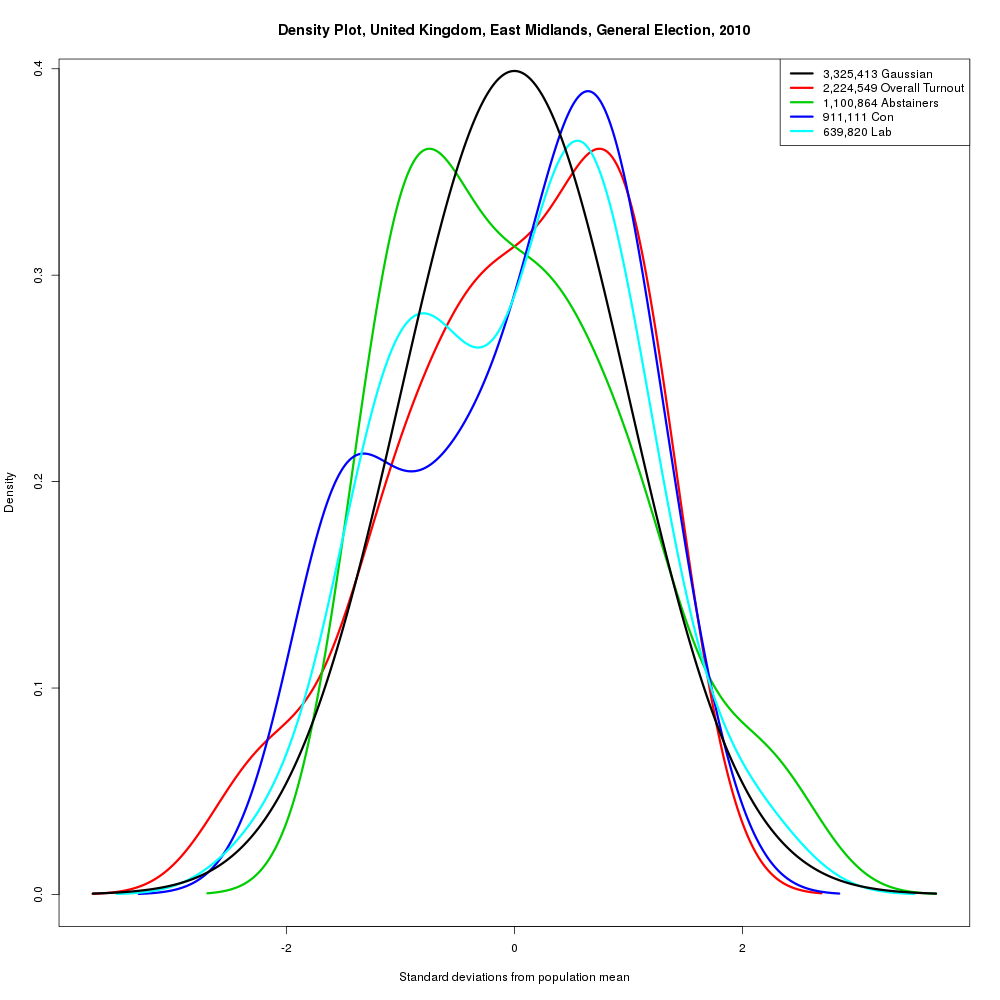 Density Plot, United Kingdom, East Midlands, General Election, 2010
3,325,413 Gaussian
2,224,549 Overall Turnout
1,100,864 Abstainers
911,111 Con
639,820 Lab
Density
0.4
0.3
0.2
0.1
0.0
-2 0 2
Standard deviations from population mean